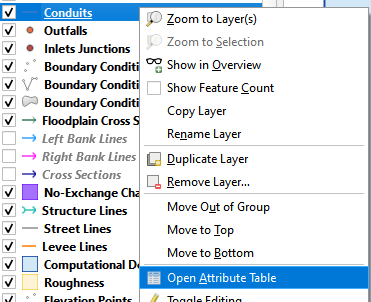 Conduits
Outfalls
Inlets Junctions
Boundary Conditi
Boundary Conditi
Boundary Conditi
Floodplain Cross S
Left Bank Lines
Right Bank Lines
Cross Sections
No-Exchange Cha
Structure Lines
Street Lines
Levee Lines
Computational Do
Roughness
Elevation Points
Zoom to Layer(s)
Zoom to Selection
Show in Overview
Show Feature Count
Copy Layer
Rename Layer
Duplicate Layer
Remove Layer...
Move Out of Group
Move to Top
Move to Bottom
Open Attribute Table
Toggle Editing